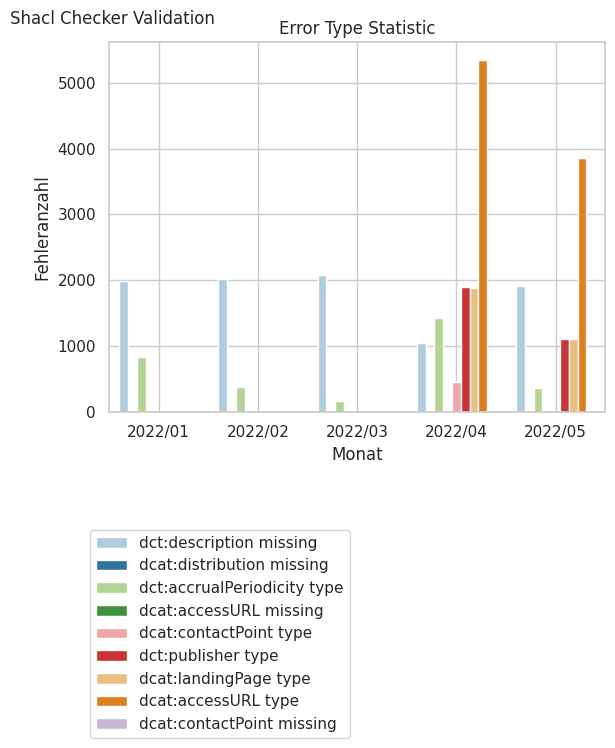 Shacl Checker Validation
Error Type Statistic
Fehleranzahl
5000
4000
3000
2000
1000
0
2022/01 2022/02 2022/03 2022/04 2022/05
Monat
dct:description missing
dcat:distribution missing
dct:accrualPeriodicity type
dcat:accessURL missing
dcat:contactPoint type
dct:publisher type
dcat:landingPage type
dcat:accessURL type
dcat:contactPoint missing